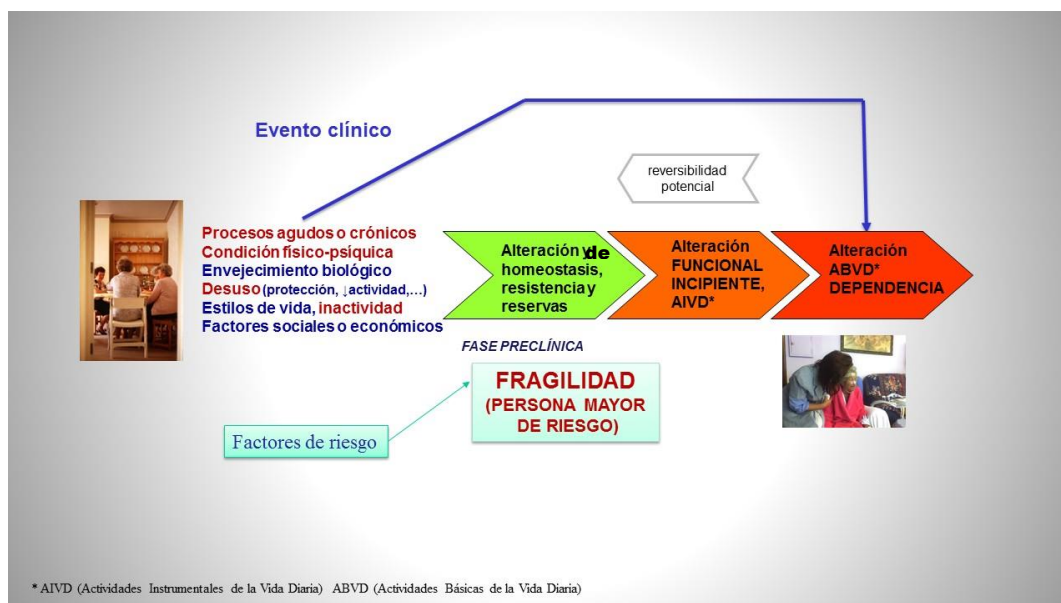 Evento clínico
reversibilidad
potencial
Procesos agudos o crónicos
Condición físico-psíquica
Envejecimiento biológico
Desuso (protección, ↓actividad,...)
Estilos de vida, inactividad
Factores sociales o económicos
Alteración y de
homeostasis,
resistencia y
reservas
Alteración
FUNCIONAL
INCIPIENTE,
AIVD*
Alteración
ABVD*
DEPENDENCIA
FASE PRECLÍNICA
FRAGILIDAD
(PERSONA MAYOR
DE RIESGO)
Factores de riesgo
* AIVD (Actividades Instrumentales de la Vida Diaria) ABVD (Actividades Básicas de la Vida Diaria)